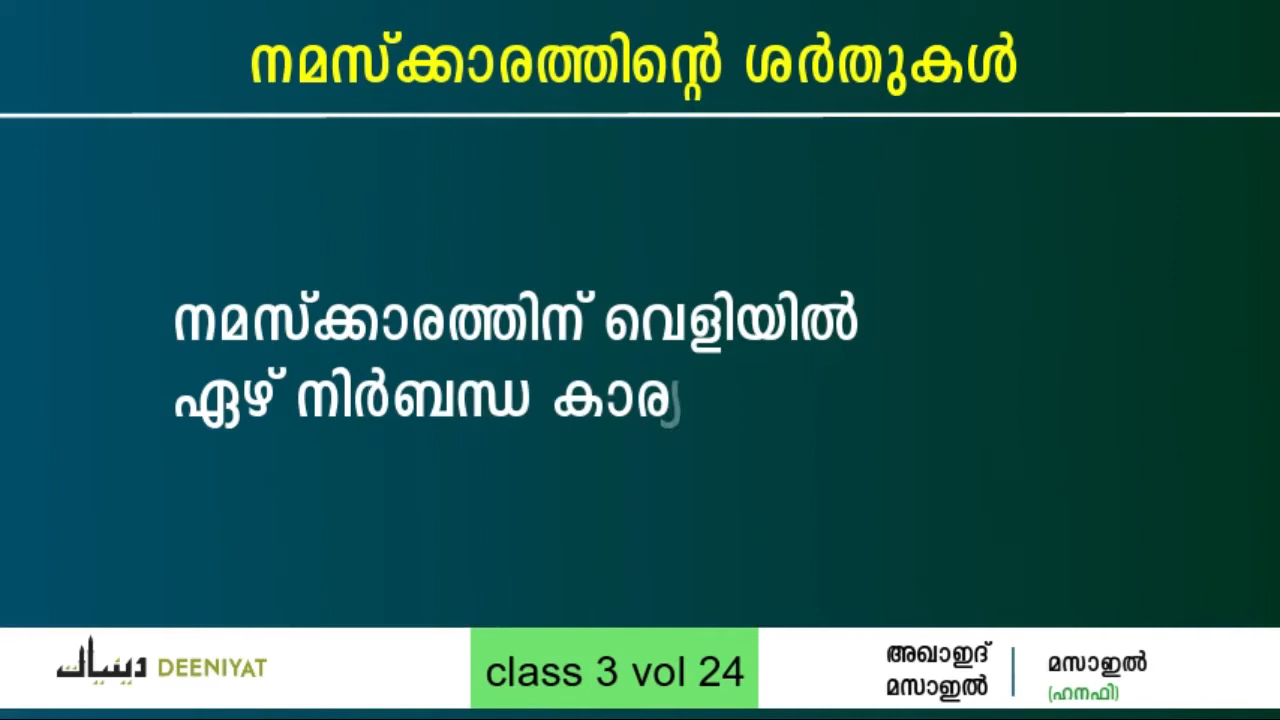 നമസ്ക്കാരത്തിന്റെ ശർതുകൾ
നമസ്ക്കാരത്തിന് വെളിയിൽ
ഏഴ് നിർബന്ധ കാര്യ
دینیات DEENIYAT
class 3 vol 24
അഖാഇദ്
മസാഇൽ
മസാഇൽ
(ഹനഫി)